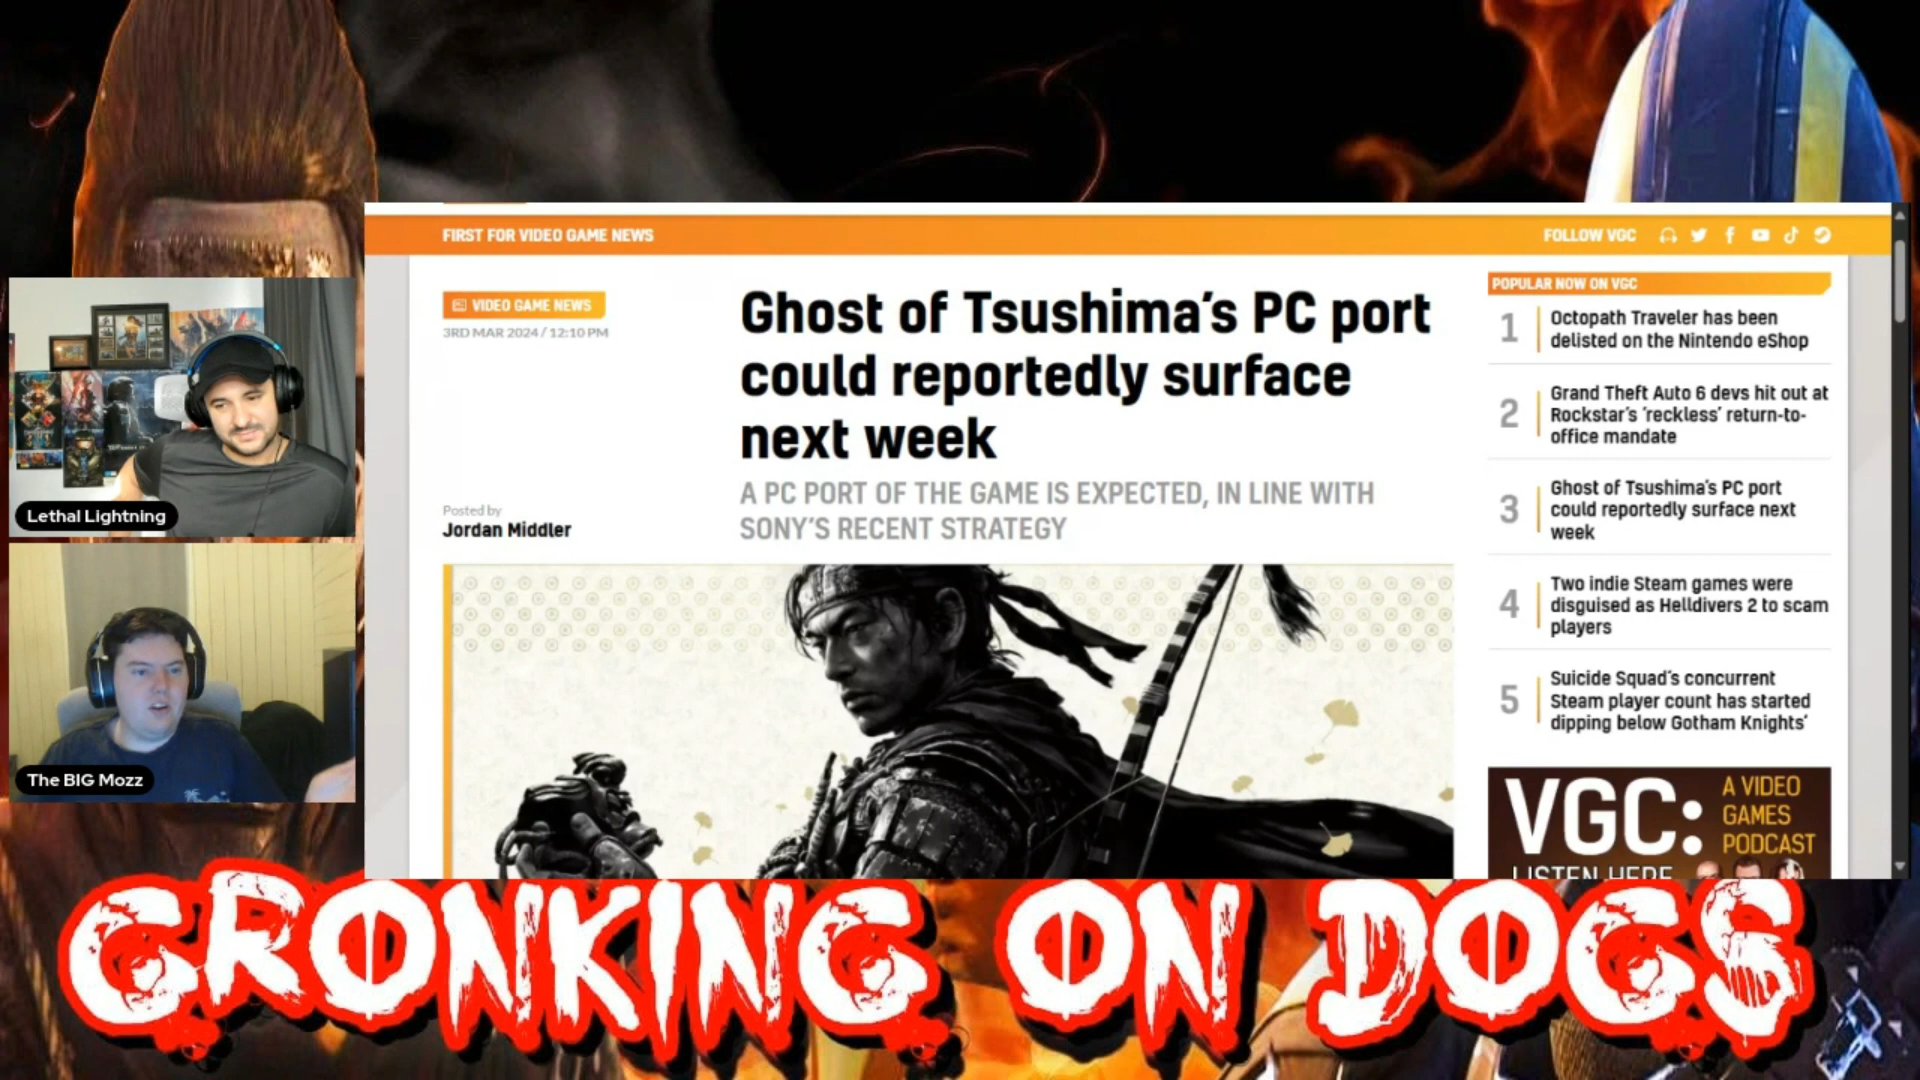 FIRST FOR VIDEO GAME NEWS
FOLLOW VGC
VIDEO GAME NEWS
3RD MAR 2024 / 12:10 PM
Ghost of Tsushima's PC port
could reportedly surface
next week
A PC PORT OF THE GAME IS EXPECTED, IN LINE WITH
SONY'S RECENT STRATEGY
Posted by
Jordan Middler
POPULAR NOW ON VGC
1
Octopath Traveler has been
delisted on the Nintendo eShop
2
Grand Theft Auto 6 devs hit out at
Rockstar's 'reckless' return-to-
office mandate
3
Ghost of Tsushima's PC port
could reportedly surface next
week
4
Two indie Steam games were
disguised as Helldivers 2 to scam
players
5
Suicide Squad's concurrent
Steam player count has started
dipping below Gotham Knights'
VGC:
A VIDEO
GAMES
PODCAST
LISTEN HERE
Lethal Lightning
The BIG Mozz
GRONKING ON DOGS